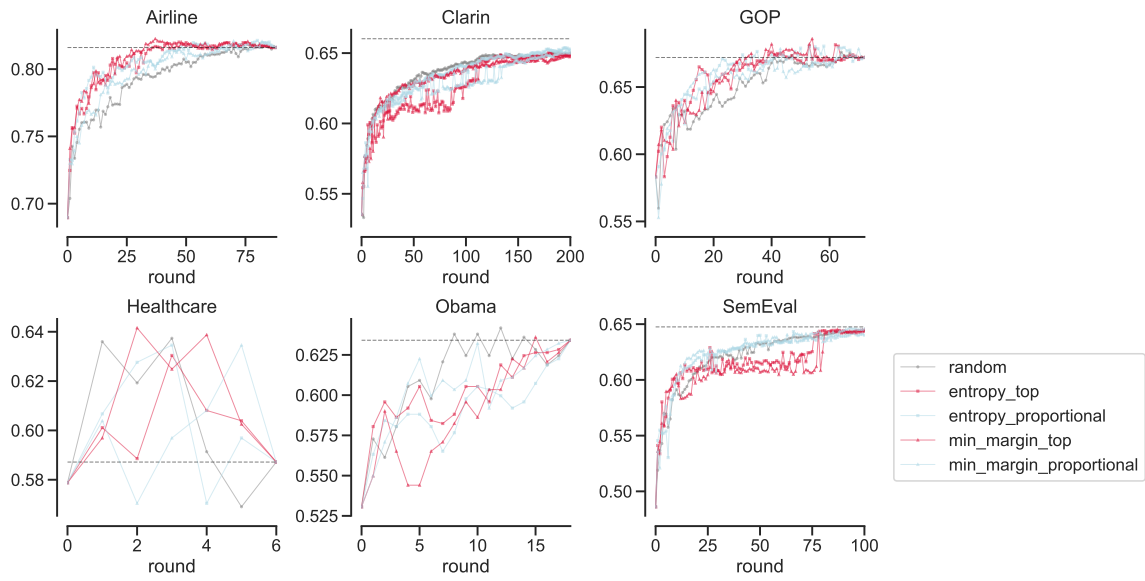 Airline
0.80
0.75
0.70
0
25
50
75
round
Clarin
0.65
0.60
0.55
0
50
100
150
200
round
GOP
0.65
0.60
0.55
0
20
40
60
round
Healthcare
0.64
0.62
0.60
0.58
0
2
4
6
round
Obama
0.625
0.600
0.575
0.550
0.525
0
5
10
15
round
SemEval
0.65
0.60
0.55
0.50
0
25
50
75
100
round
random
entropy_top
entropy_proportional
min_margin_top
min_margin_proportional